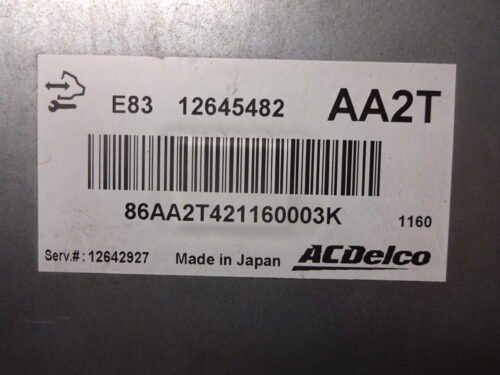 E83 12645482 AA2T
86AA2T421160003K 1160
Serv.#: 12642927 Made in Japan ACDelco